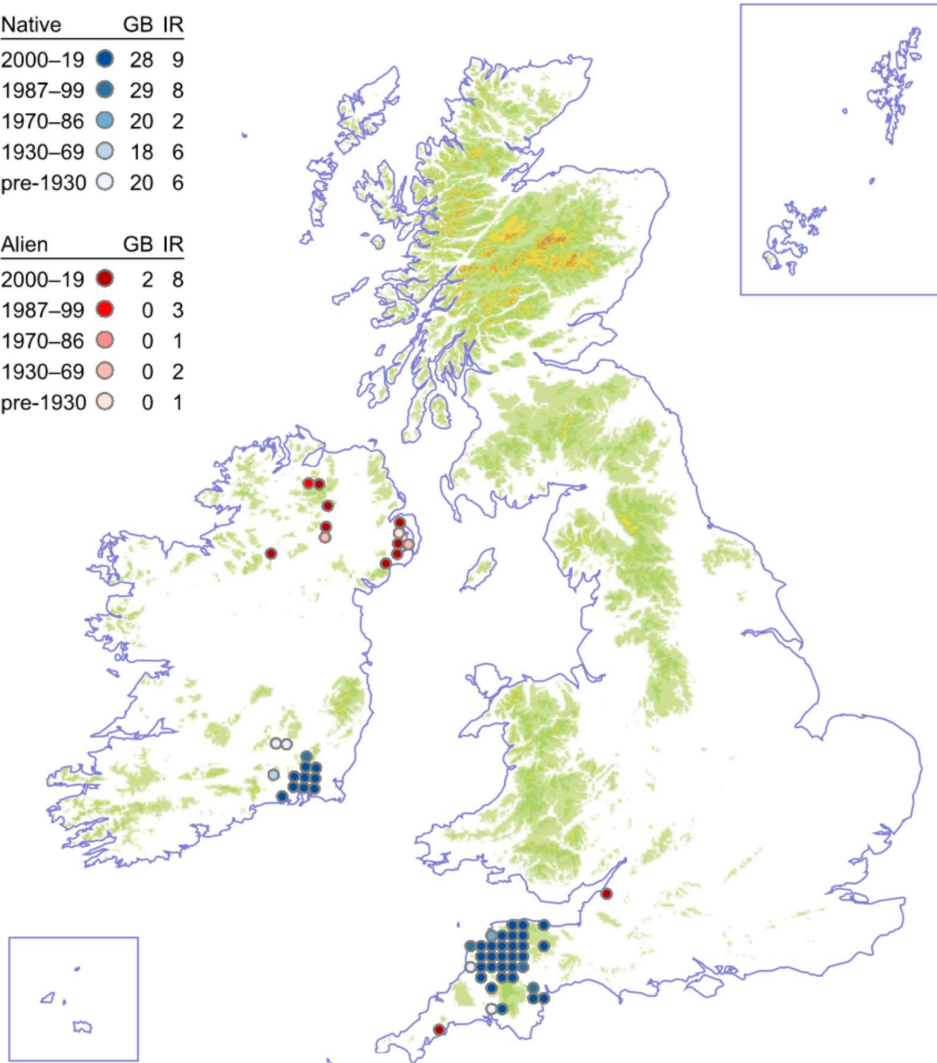 Native GB IR
2000–19 28 9
1987–99 29 8
1970–86 20 2
1930–69 18 6
pre-1930 20 6
Alien GB IR
2000–19 2 8
1987–99 0 3
1970–86 0 1
1930–69 0 2
pre-1930 0 1